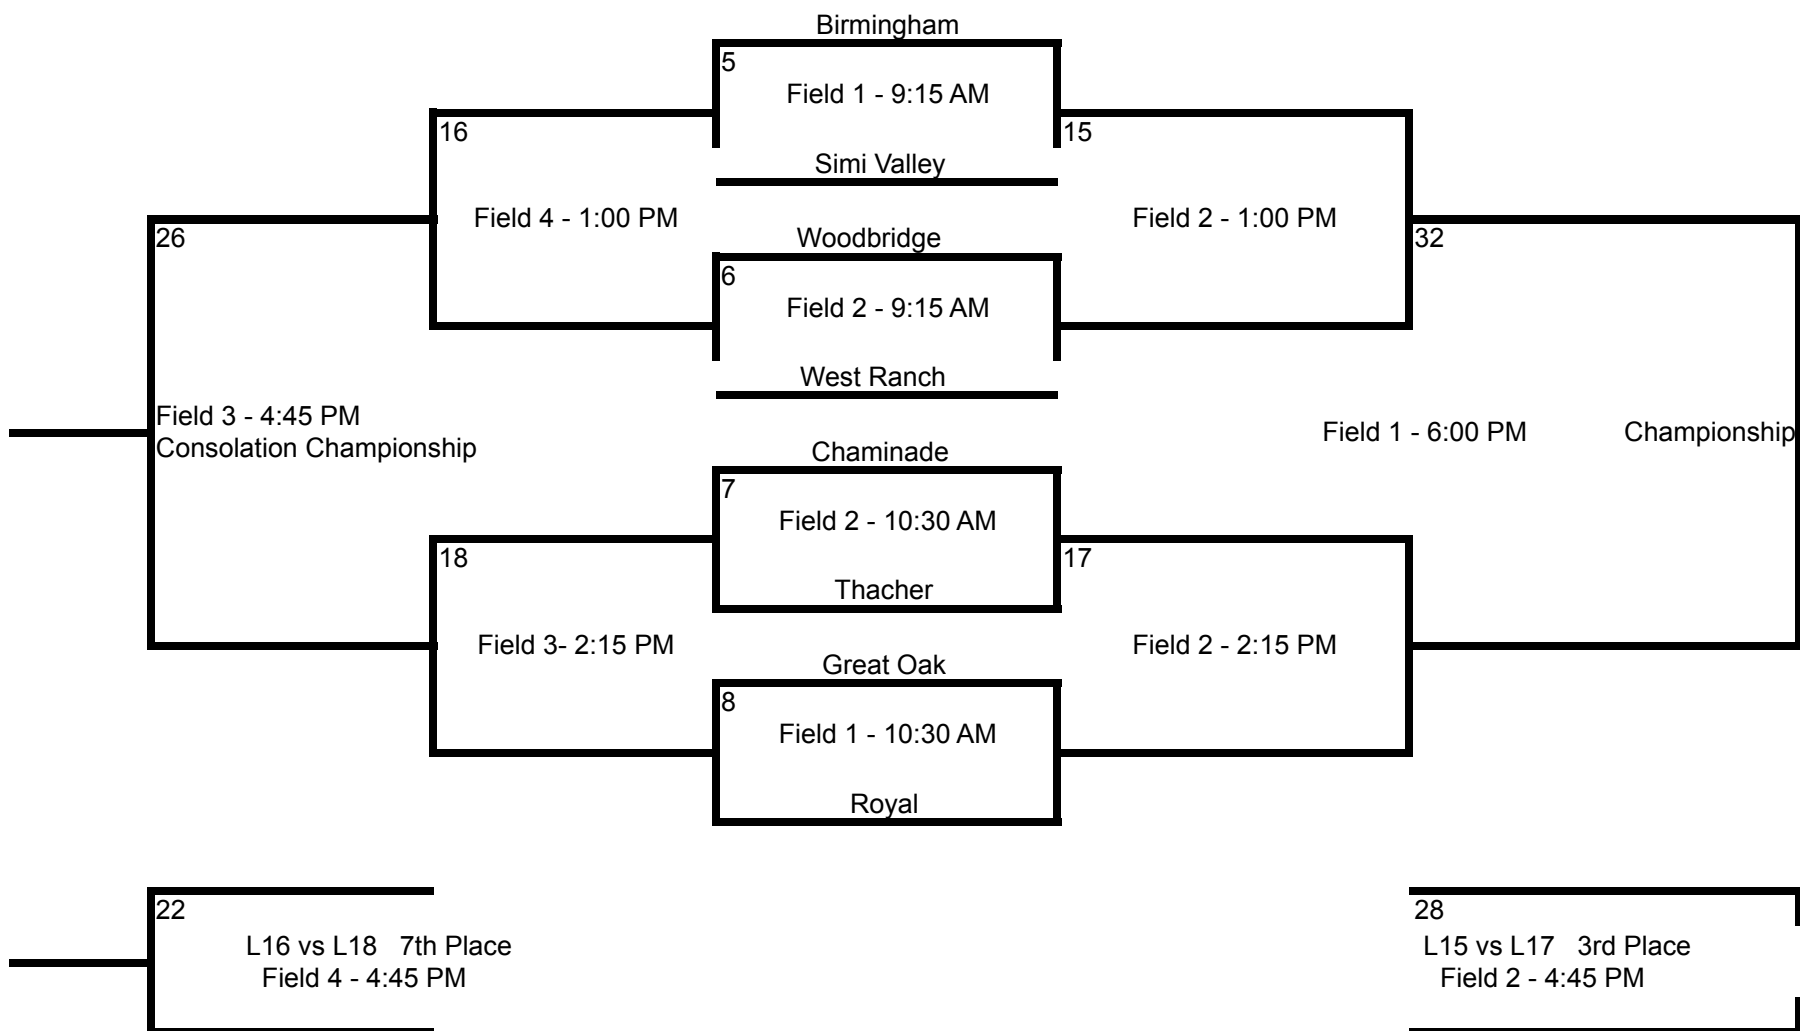 Birmingham
5
Field 1 - 9:15 AM
16
15
Simi Valley
Field 4 - 1:00 PM
Field 2 - 1:00 PM
26
Woodbridge
32
6
Field 2 - 9:15 AM
West Ranch
Field 3 - 4:45 PM
Consolation Championship
Field 1 - 6:00 PM
Championship
Chaminade
7
Field 2 - 10:30 AM
18
17
Thacher
Field 3- 2:15 PM
Field 2 - 2:15 PM
Great Oak
8
Field 1 - 10:30 AM
Royal
22
L16 vs L18 7th Place
Field 4 - 4:45 PM
28
L15 vs L17 3rd Place
Field 2 - 4:45 PM